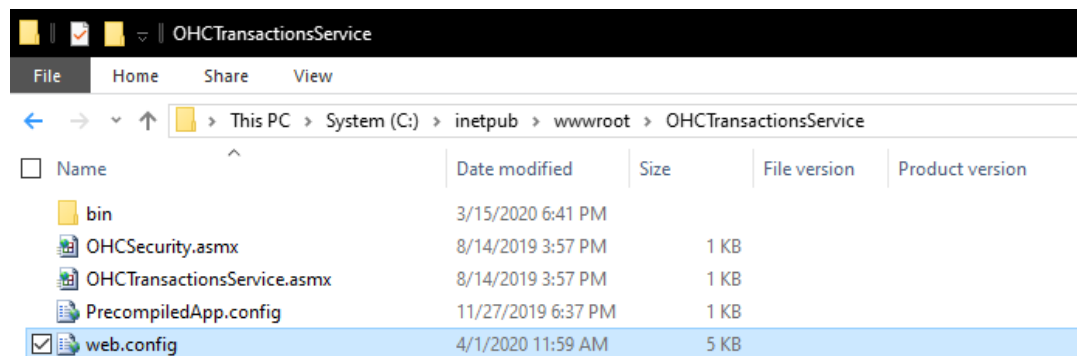 OHCTransactionsService
File Home Share View
This PC > System (C:) > inetpub > wwwroot > OHCTransactionsService
Name Date modified Size File version Product version
bin 3/15/2020 6:41 PM
OHCSecurity.asmx 8/14/2019 3:57 PM 1 KB
OHCTransactionsService.asmx 8/14/2019 3:57 PM 1 KB
PrecompiledApp.config 11/27/2019 6:37 PM 1 KB
web.config 4/1/2020 11:59 AM 5 KB